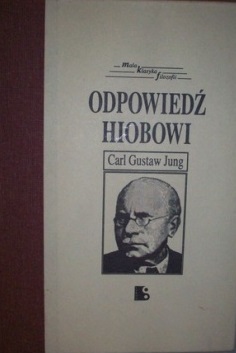 Mała
Klasyka
Filozofii
ODPOWIEDŹ
HIOBOWI
Carl Gustaw Jung